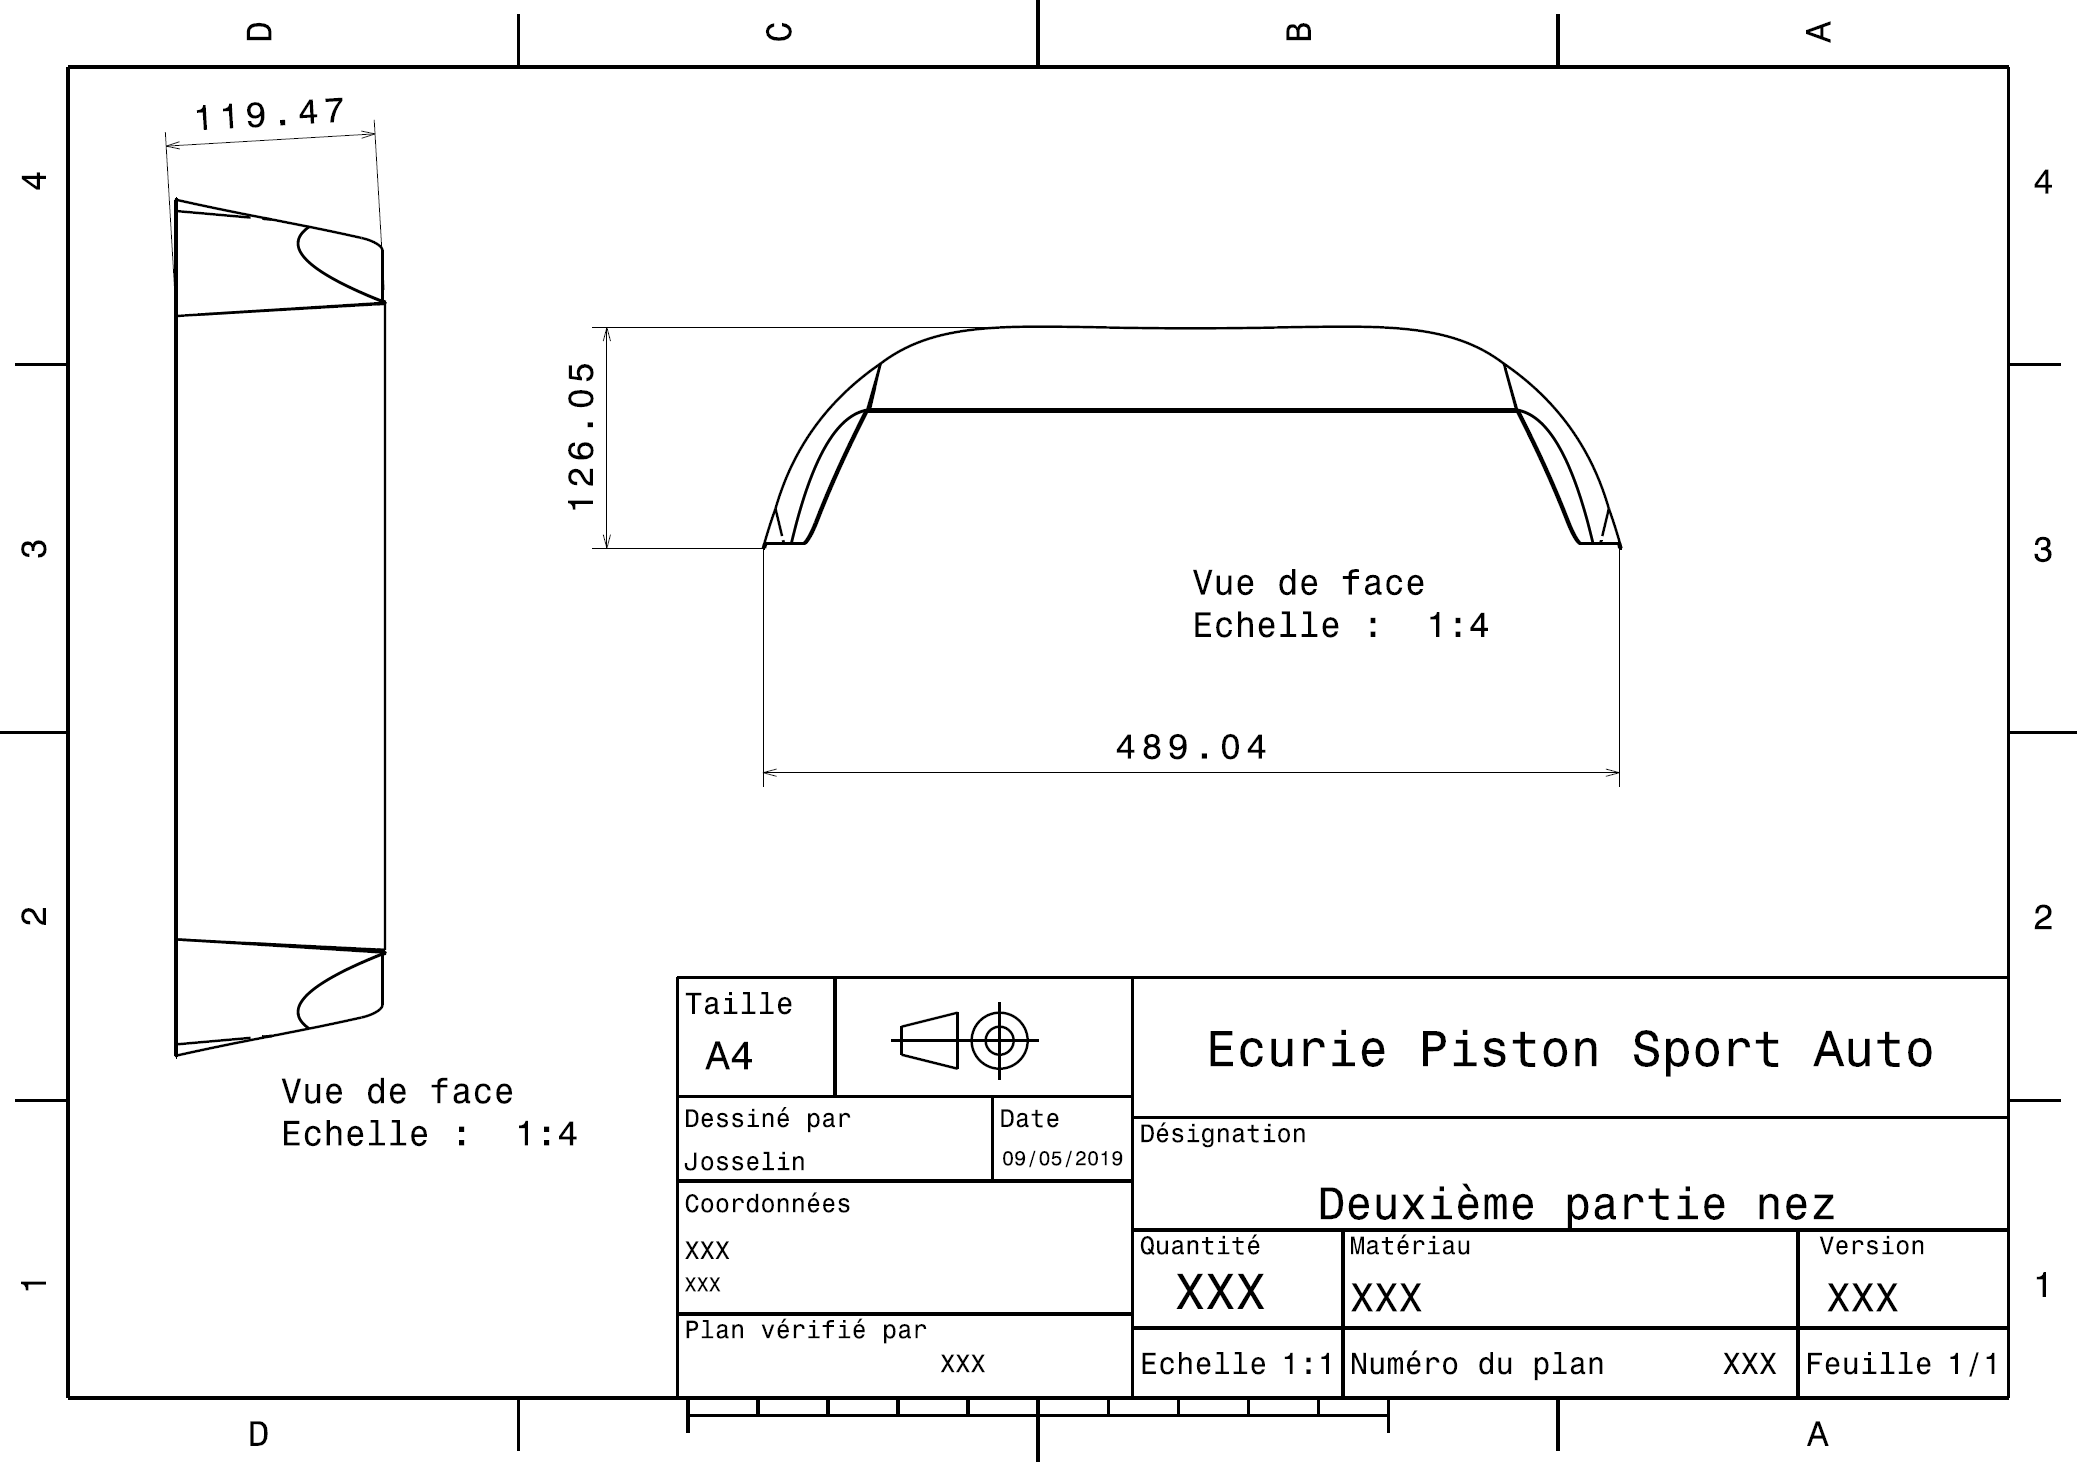 D C B A
4
4
119.47
126.05
3
3
Vue de face
Echelle : 1:4
489.04
2
2
Vue de face
Echelle : 1:4
Taille
A4
Ecurie Piston Sport Auto
Dessiné par
Josselin
Date
09/05/2019
Désignation
Deuxième partie nez
Coordonnées
XXX
XXX
Quantité
XXX
Matériau
XXX
Version
XXX
1
1
Plan vérifié par
XXX
Echelle 1:1
Numéro du plan XXX
Feuille 1/1
D A